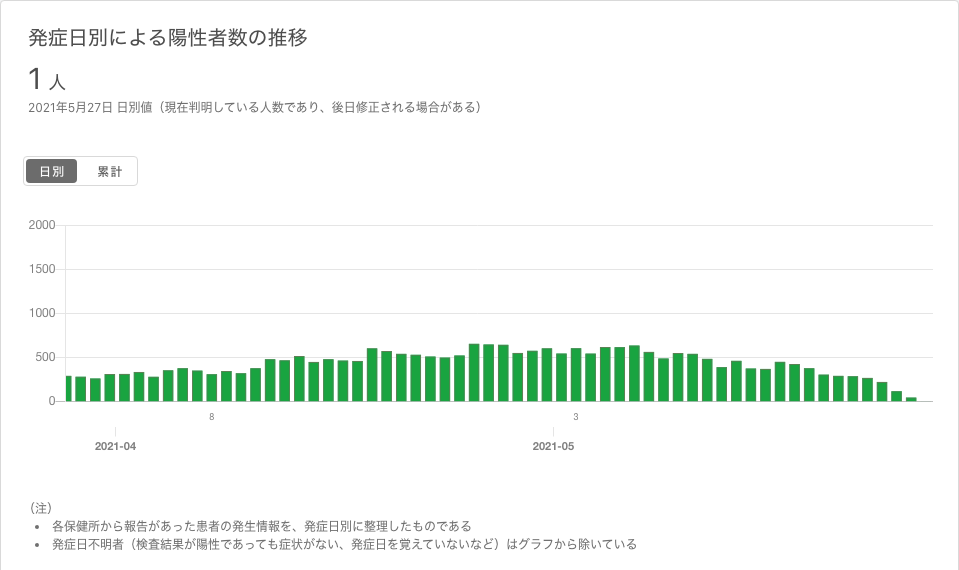 発症日別による陽性者数の推移
1 人
2021年5月27日 日別値（現在判明している人数であり、後日修正される場合がある）
日別 累計
2000
1500
1000
500
0
8 3
2021-04 2021-05
（注）
• 各保健所から報告があった患者の発生情報を、発症日別に整理したものである
• 発症日不明者（検査結果が陽性であっても症状がない、発症日を覚えていないなど）はグラフから除いている